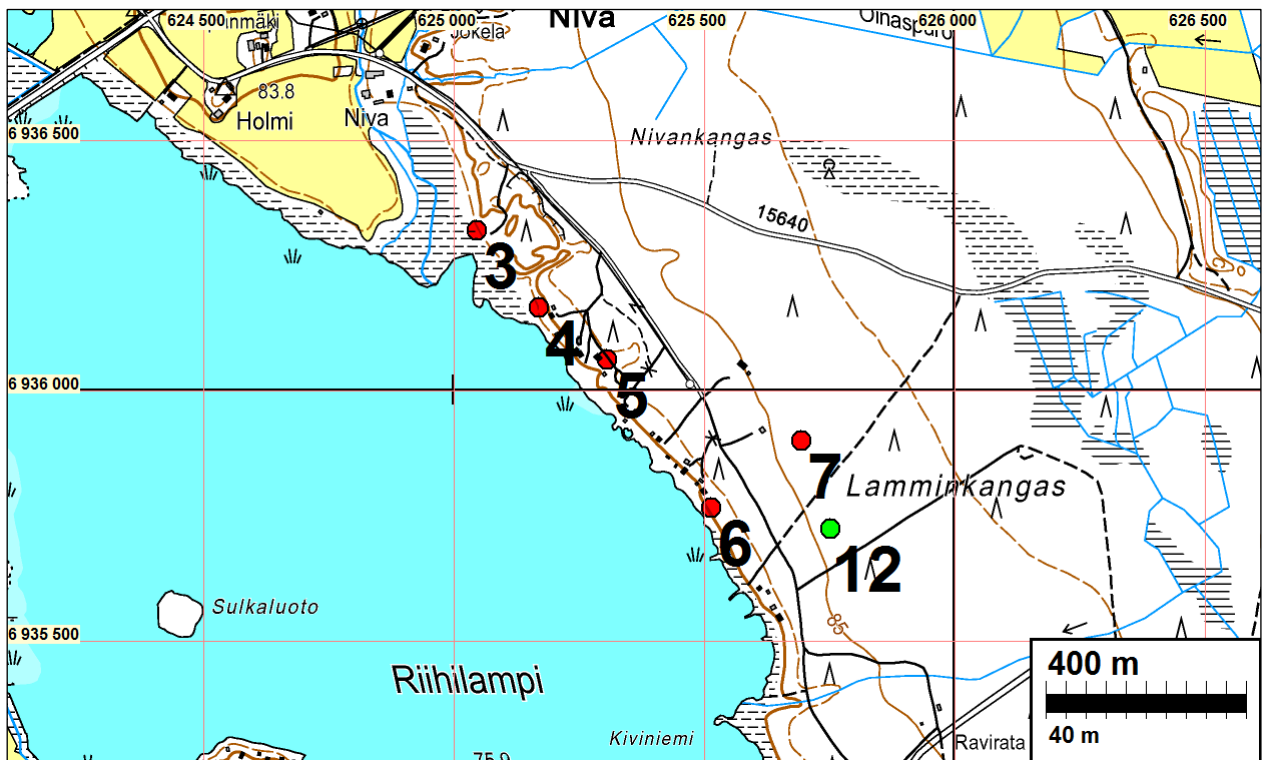 624 500
625 000
625 500
626 000
626 500
Niva
Jokela
83.8
Holmi
Niva
6 936 500
Nivankangas
15640
3
4
5
6 936 000
7
Lamminkangas
6
12
Sulkaluoto
85
6 935 500
Riihilampi
400 m
40 m
Kiviniemi
Ravirata
75.9